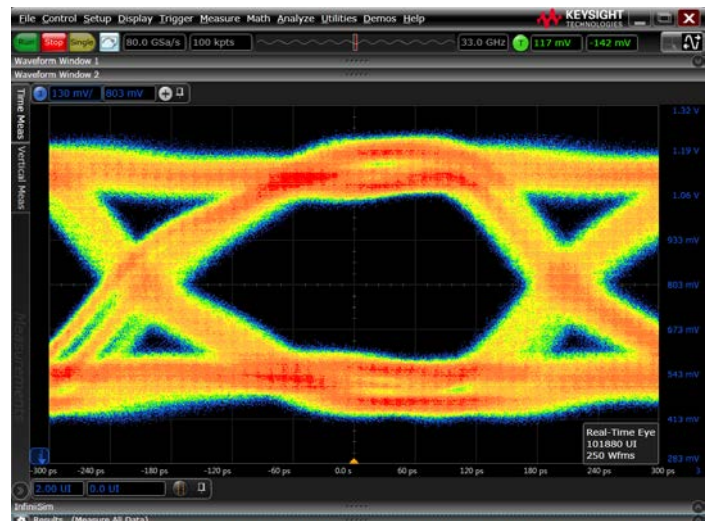 File Control Setup Display Trigger Measure Math Analyze Utilities Demos Help KEYSIGHT TECHNOLOGIES
Run Stop Single 80.0 GSa/s 100 kpts 33.0 GHz T 117 mV -142 mV
Waveform Window 1
Waveform Window 2
Time Meas
Vertical Meas
Measurements
3 130 mV/ 803 mV
1.32 V
1.19 V
1.06 V
933 mV
803 mV
673 mV
543 mV
413 mV
283 mV
Real-Time Eye
101880 UI
250 Wfms
-300 ps -240 ps -180 ps -120 ps -60 ps 0.0 s 60 ps 120 ps 180 ps 240 ps 300 ps 3
2.00 UI 0.0 UI
InfiniiSim
Results (Measure All Data)